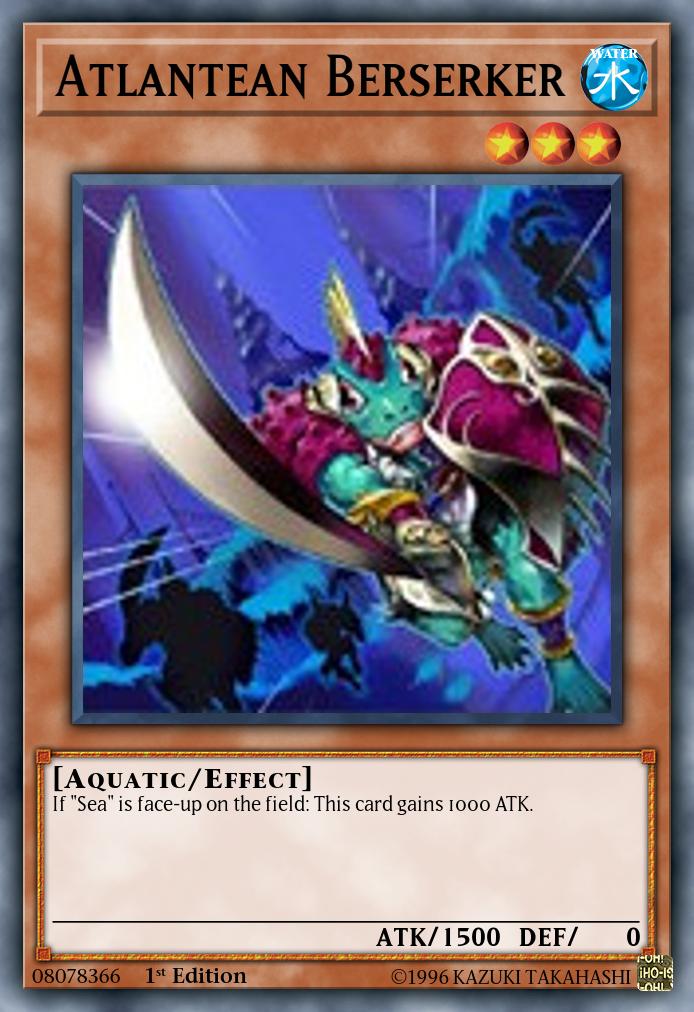 Atlantean Berserker
WATER
水
[Aquatic/Effect]
If "Sea" is face-up on the field: This card gains 1000 ATK.
ATK/1500 DEF/ 0
08078366 1st Edition ©1996 KAZUKI TAKAHASHI